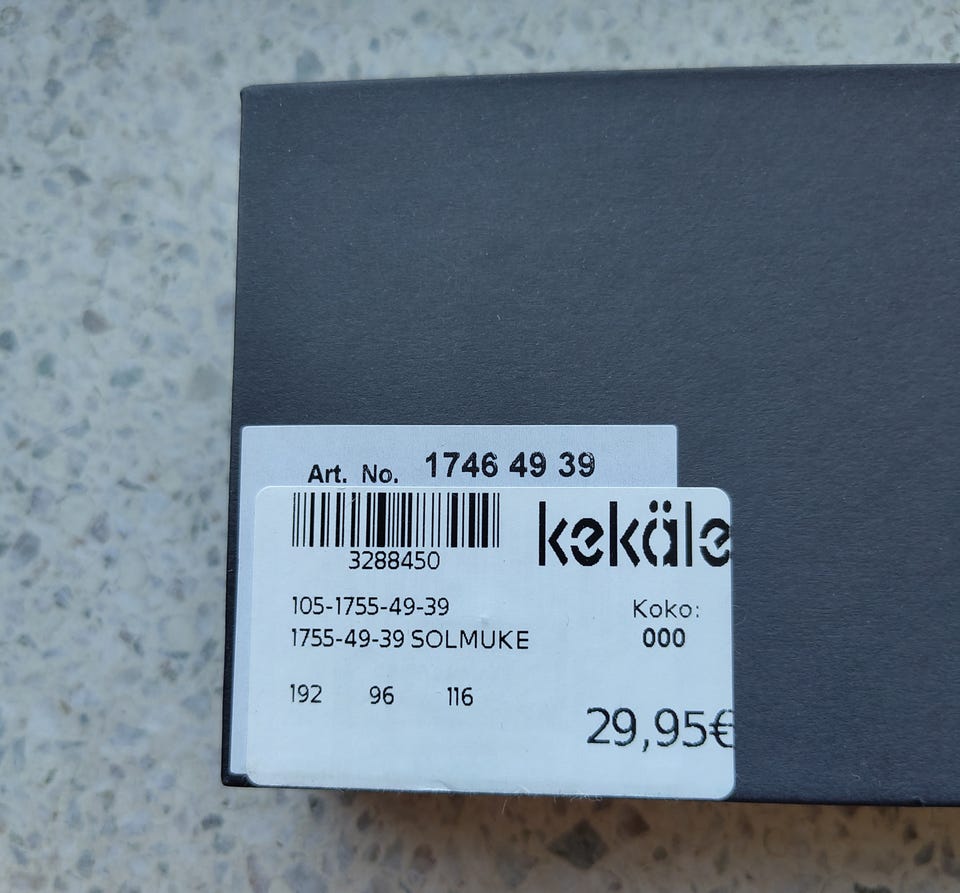 Art. No. 1746 49 39
kekäle
3288450
105-1755-49-39
1755-49-39 SOLMUKE
Koko:
000
192 96 116
29,95€